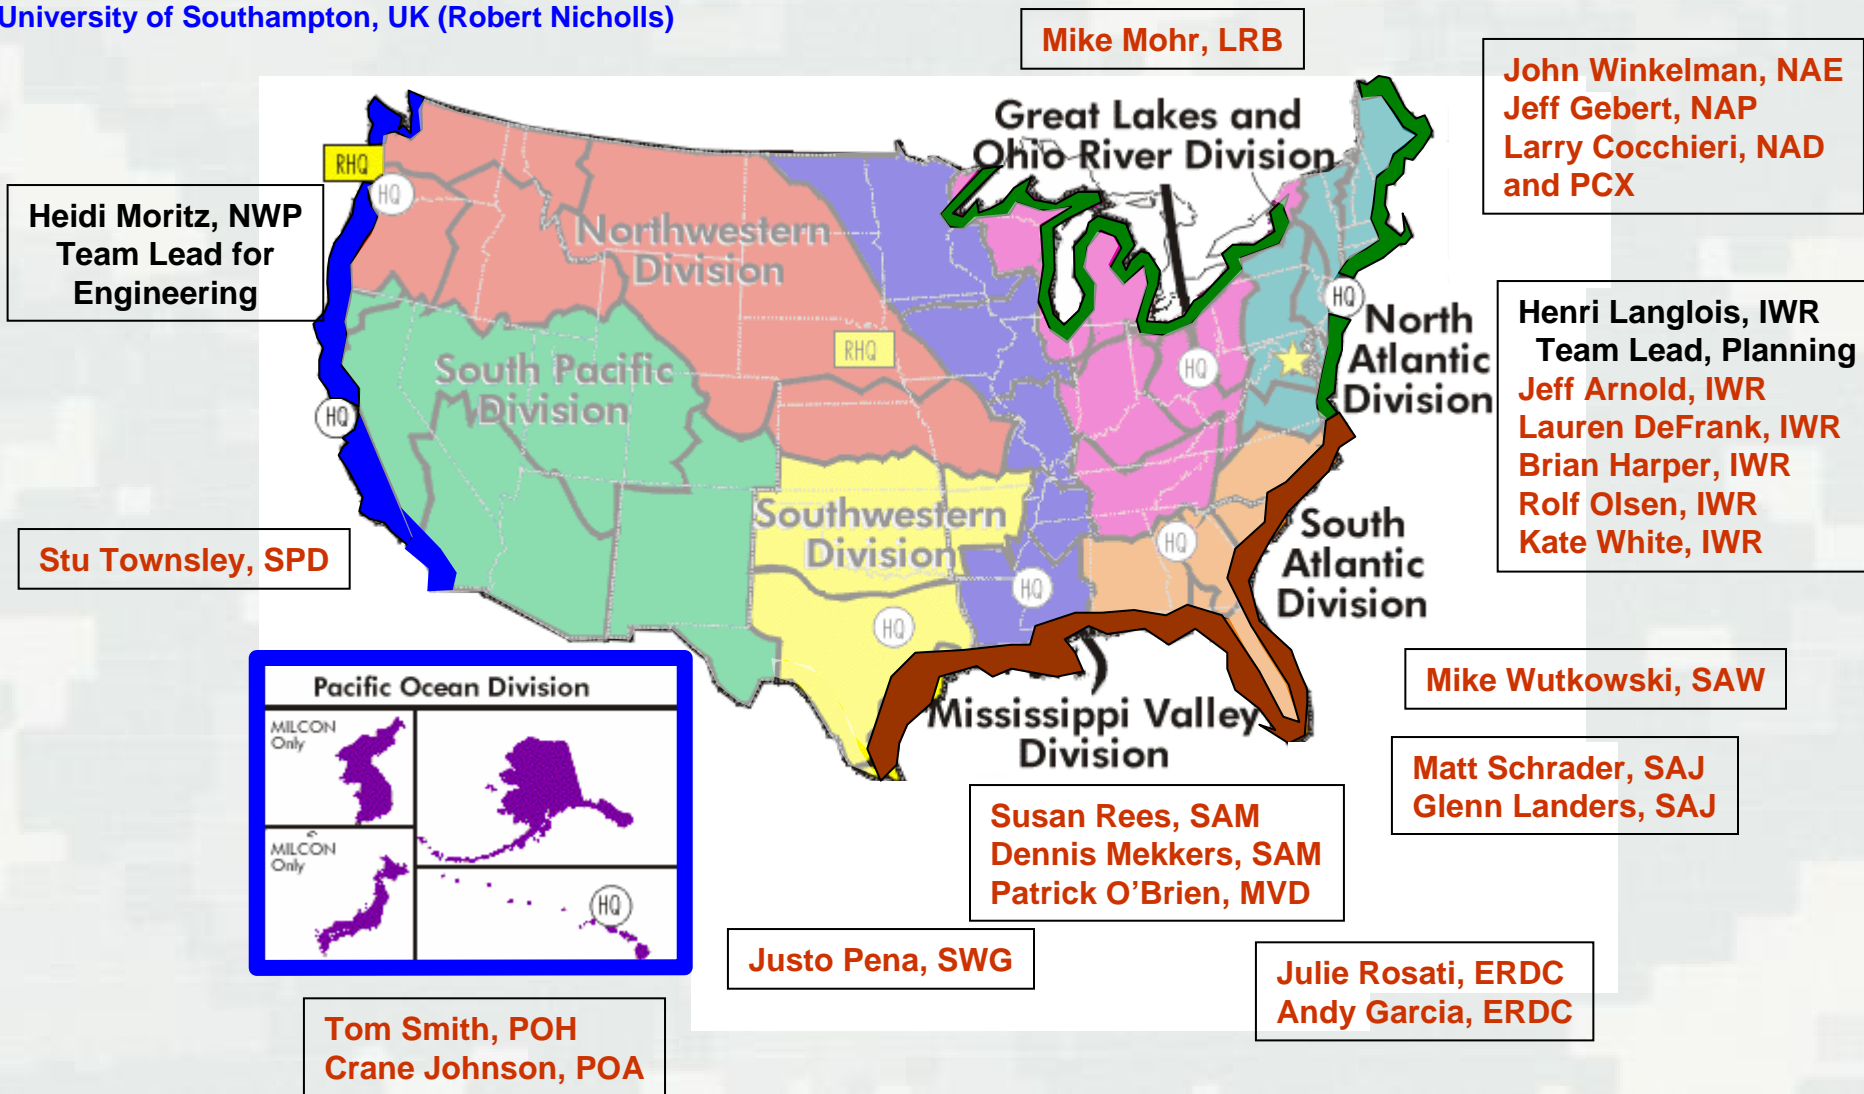 University of Southampton, UK (Robert Nicholls)
Mike Mohr, LRB
John Winkelman, NAE
Jeff Gebert, NAP
Larry Cocchieri, NAD
and PCX
Great Lakes and
Ohio River Division
RHQ
HQ
Heidi Moritz, NWP
Team Lead for
Engineering
Northwestern
Division
HQ
North
Atlantic
Division
Henri Langlois, IWR
Team Lead, Planning
Jeff Arnold, IWR
Lauren DeFrank, IWR
Brian Harper, IWR
Rolf Olsen, IWR
Kate White, IWR
RHQ
HQ
South Pacific
Division
HQ
Southwestern
Division
HQ
South
Atlantic
Division
Stu Townsley, SPD
HQ
HQ
Mississippi Valley
Division
Mike Wutkowski, SAW
Pacific Ocean Division
MILCON
Only
MILCON
Only
HQ
Matt Schrader, SAJ
Glenn Landers, SAJ
Susan Rees, SAM
Dennis Mekkers, SAM
Patrick O’Brien, MVD
Justo Pena, SWG
Julie Rosati, ERDC
Andy Garcia, ERDC
Tom Smith, POH
Crane Johnson, POA